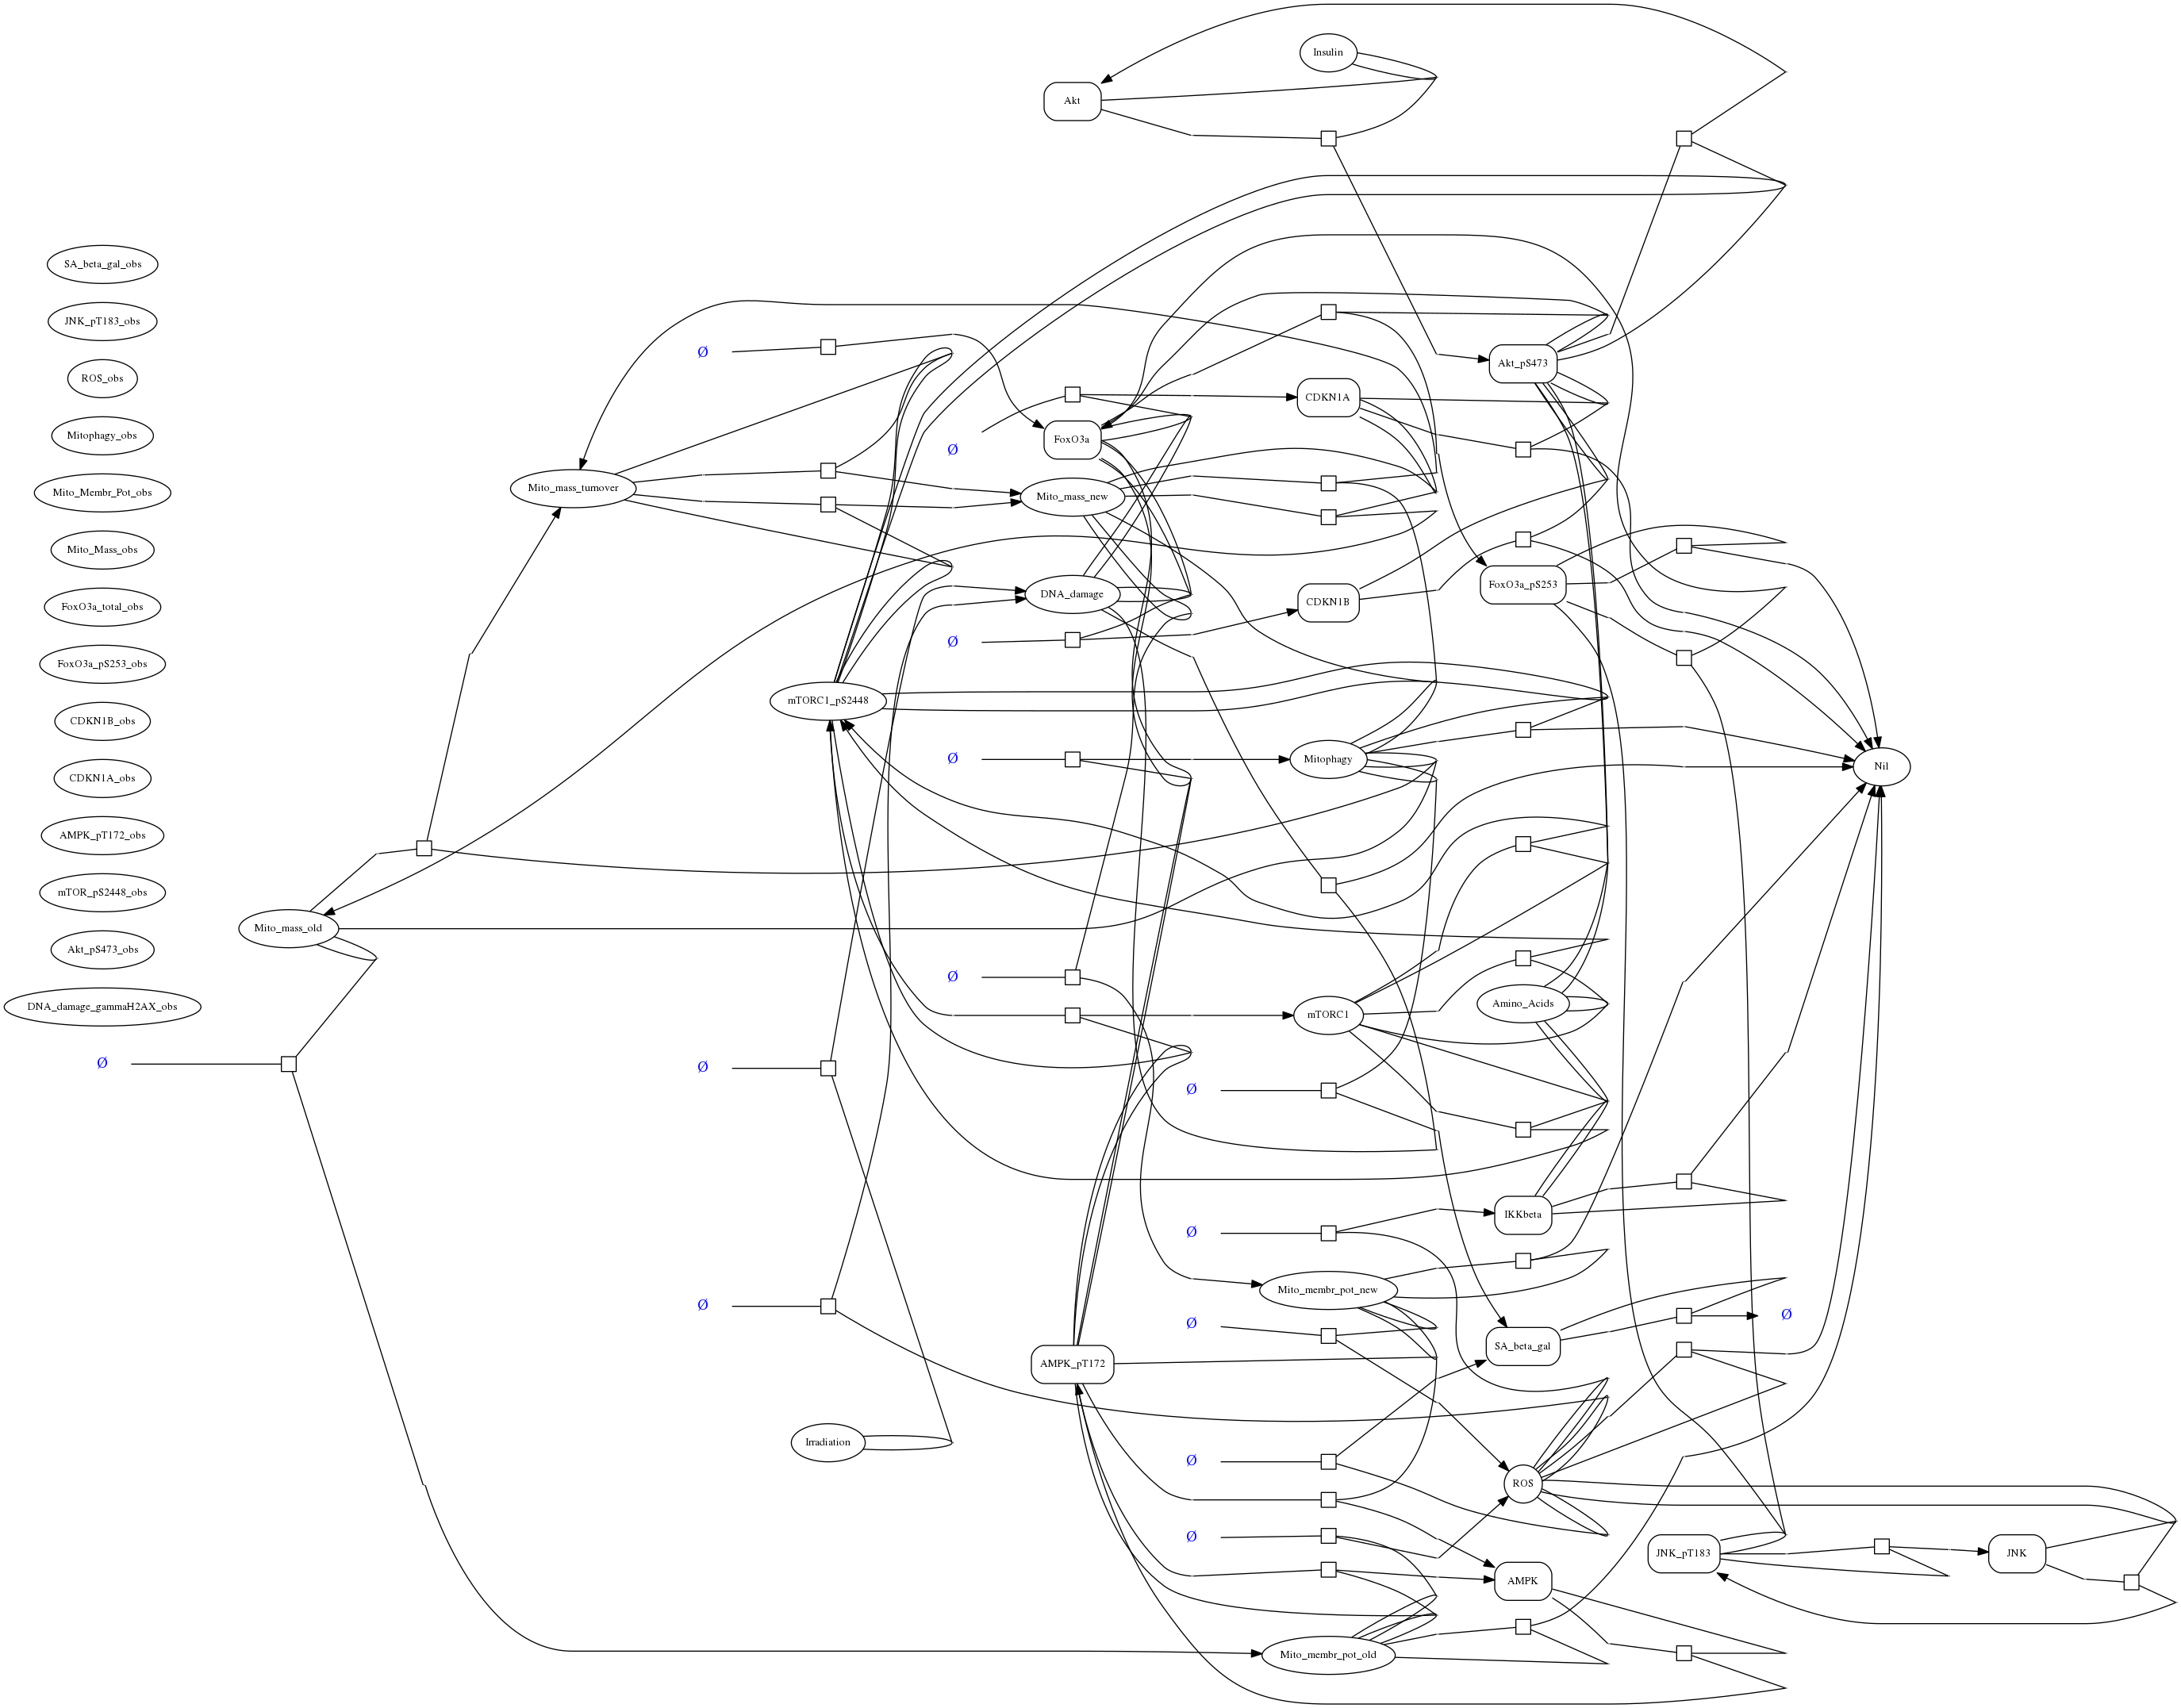 Insulin
Akt
SA_beta_gal_obs
JNK_pT183_obs
Ø
Akt_pS473
ROS_obs
CDKN1A
Mitophagy_obs
FoxO3a
Ø
Mito_mass_turnover
Mito_Membr_Pot_obs
Mito_mass_new
Mito_Mass_obs
FoxO3a_pS253
DNA_damage
CDKN1B
FoxO3a_total_obs
Ø
FoxO3a_pS253_obs
mTORC1_pS2448
CDKN1B_obs
Ø
Mitophagy
Nil
CDKN1A_obs
AMPK_pT172_obs
mTOR_pS2448_obs
Mito_mass_old
Akt_pS473_obs
Ø
Amino_Acids
DNA_damage_gammaH2AX_obs
mTORC1
Ø
Ø
Ø
IKKbeta
Ø
Mito_membr_pot_new
Ø
Ø
Ø
SA_beta_gal
AMPK_pT172
Irradiation
Ø
ROS
Ø
JNK_pT183
JNK
AMPK
Mito_membr_pot_old